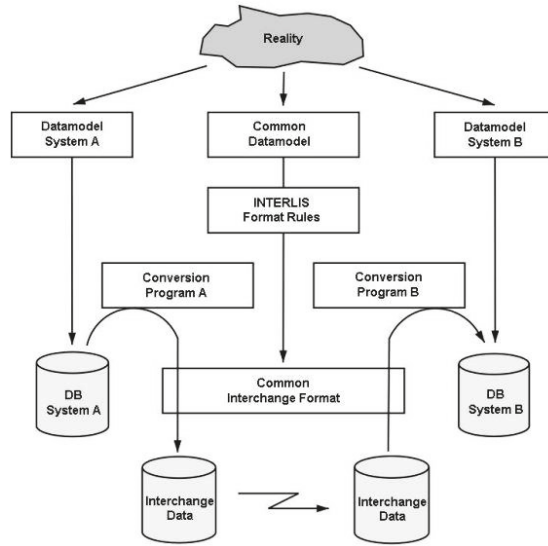 Reality
Datamodel
System A
Common
Datamodel
Datamodel
System B
INTERLIS
Format Rules
Conversion
Program A
Conversion
Program B
DB
System A
Common
Interchange Format
DB
System B
Interchange
Data
Interchange
Data